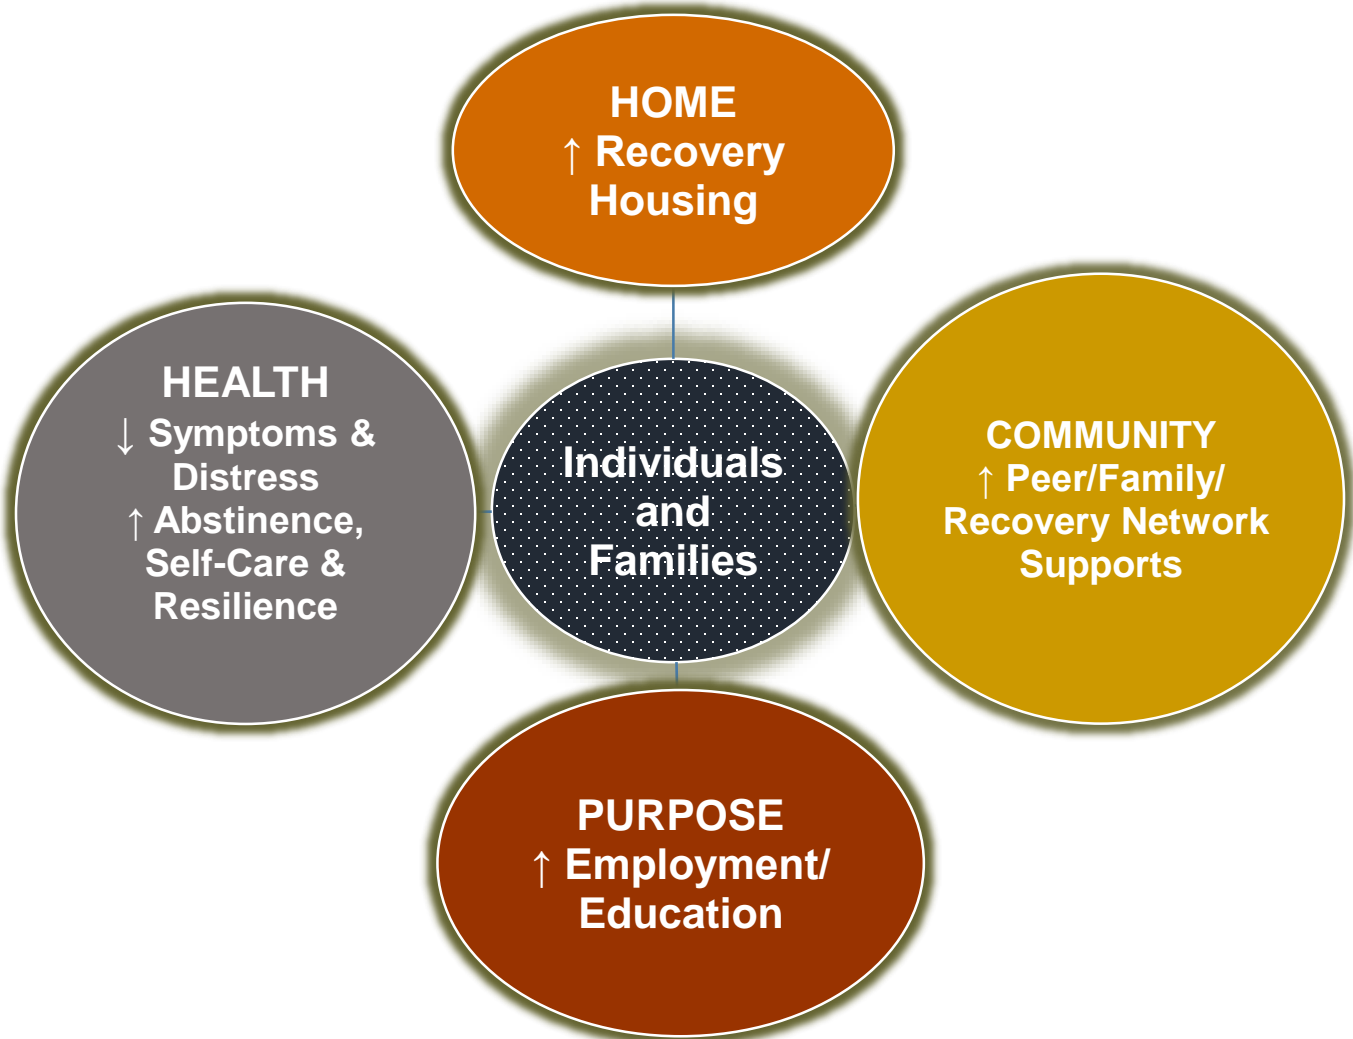 HOME
↑ Recovery
Housing
HEALTH
↓ Symptoms &
Distress
↑ Abstinence,
Self-Care &
Resilience
Individuals
and
Families
COMMUNITY
↑ Peer/Family/
Recovery Network
Supports
PURPOSE
↑ Employment/
Education